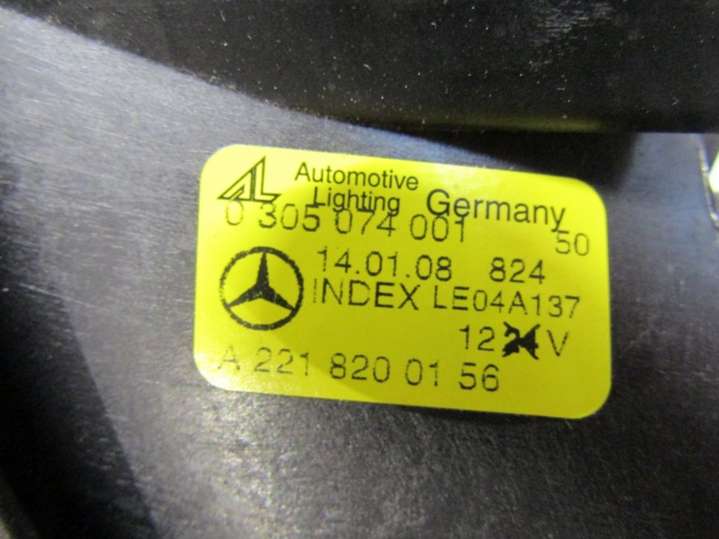 AL Automotive
Lighting Germany
0 305 074 001 50
14.01.08 824
INDEX LE04A137
12 V
A 221 820 01 56